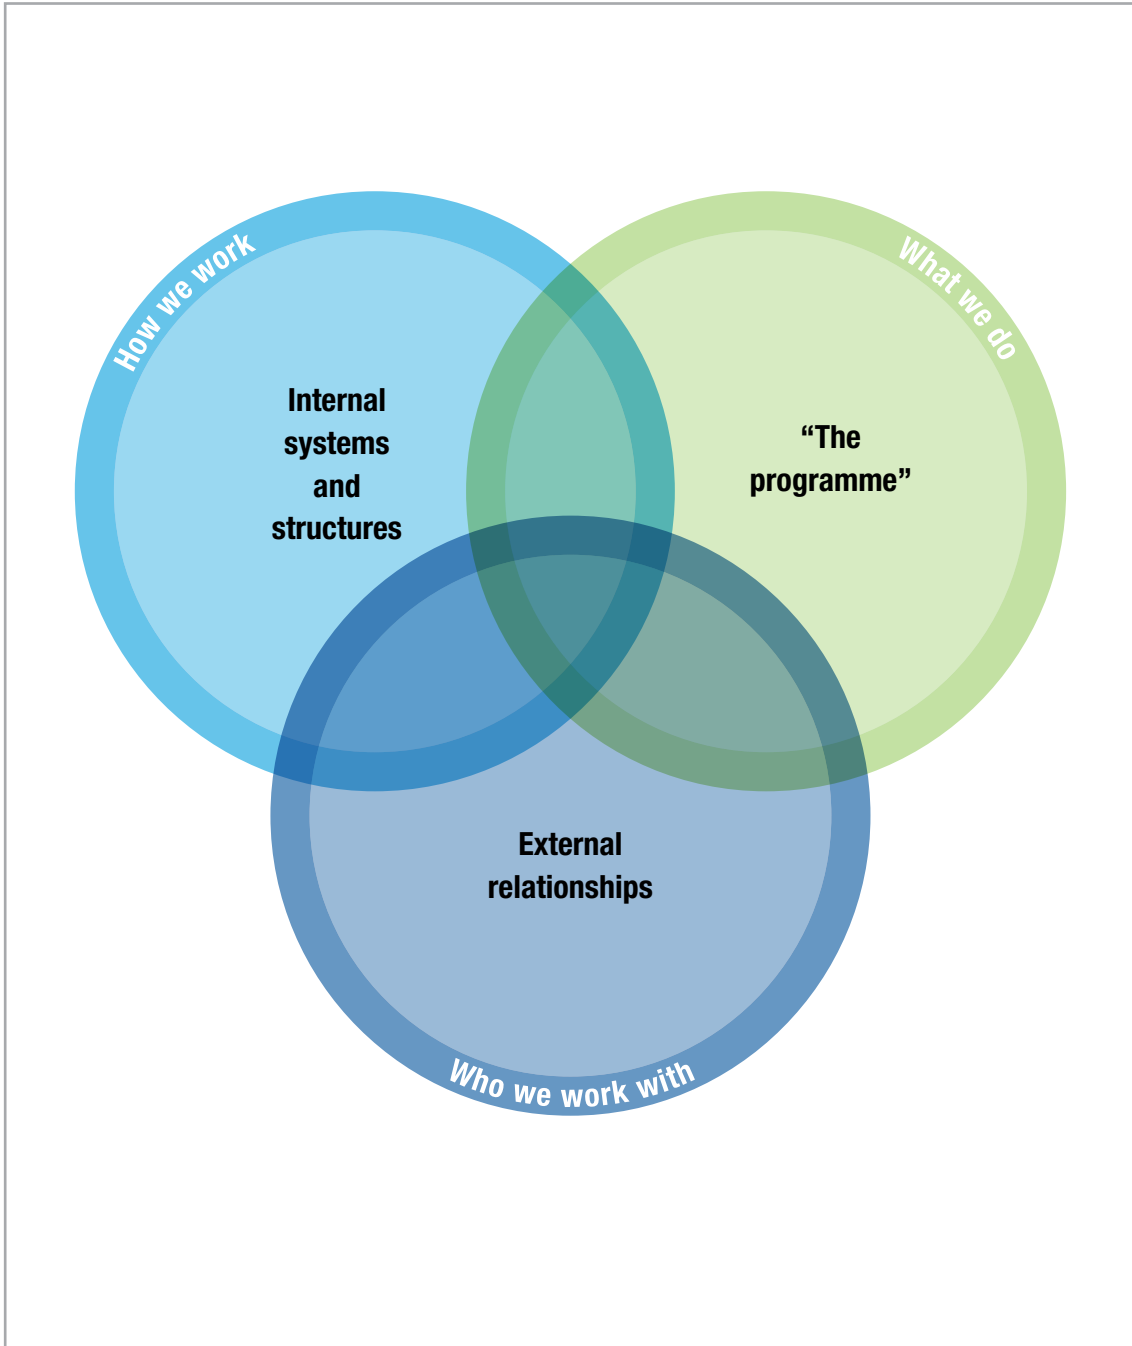 How we work
Internal
systems
and
structures
What we do
“The
programme”
External
relationships
Who we work with